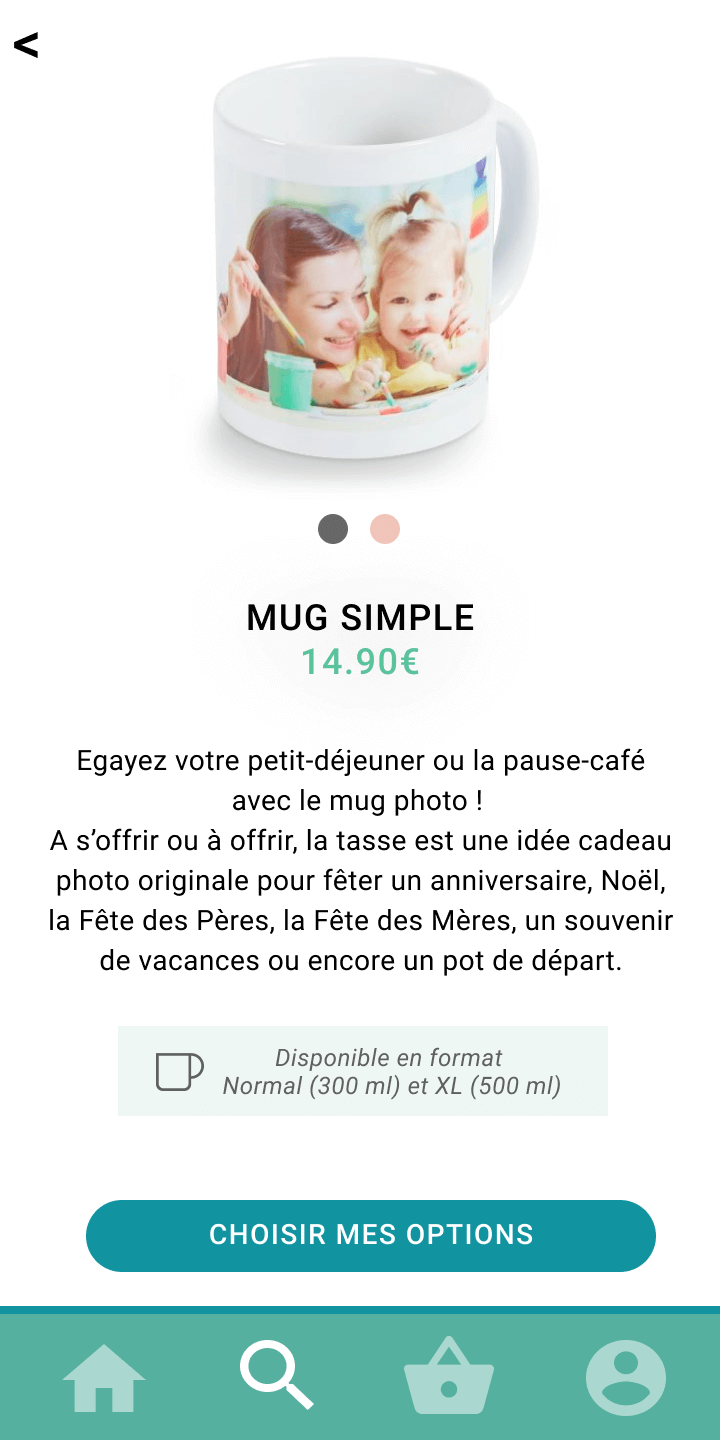 <
MUG SIMPLE
14.90€
Egayez votre petit-déjeuner ou la pause-café
avec le mug photo !
A s’offrir ou à offrir, la tasse est une idée cadeau
photo originale pour fêter un anniversaire, Noël,
la Fête des Pères, la Fête des Mères, un souvenir
de vacances ou encore un pot de départ.
Disponible en format
Normal (300 ml) et XL (500 ml)
CHOISIR MES OPTIONS